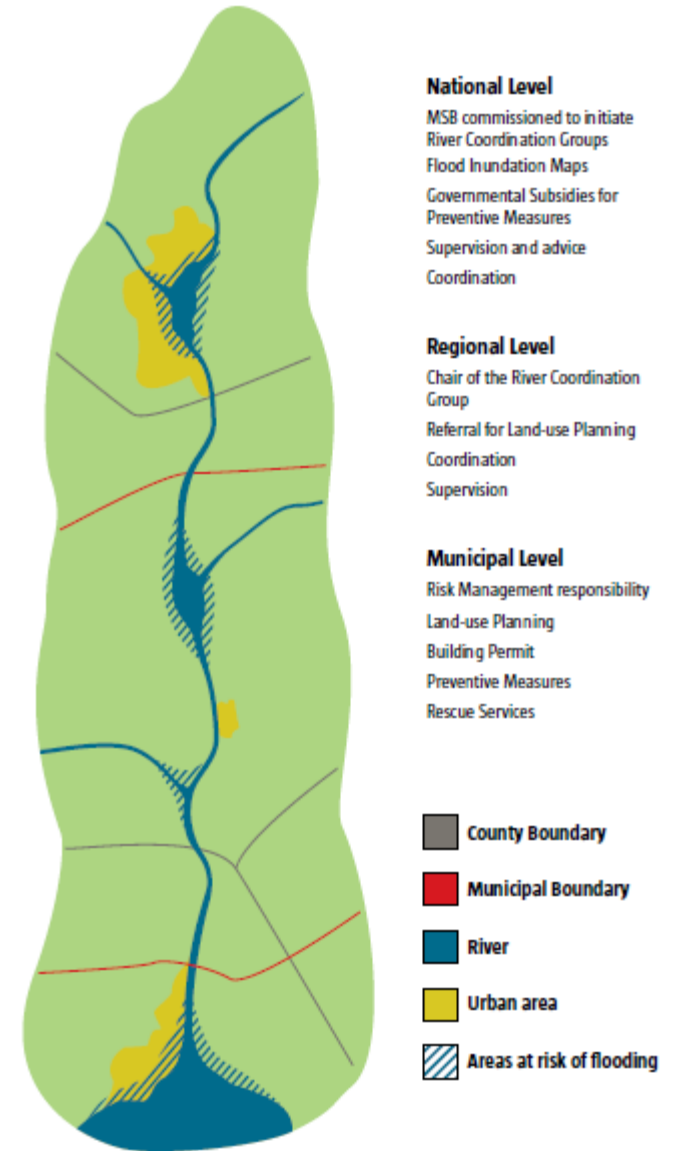 National Level
MSB commissioned to initiate
River Coordination Groups
Flood Inundation Maps
Governmental Subsidies for
Preventive Measures
Supervision and advice
Coordination
Regional Level
Chair of the River Coordination
Group
Referral for Land-use Planning
Coordination
Supervision
Municipal Level
Risk Management responsibility
Land-use Planning
Building Permit
Preventive Measures
Rescue Services
County Boundary
Municipal Boundary
River
Urban area
Areas at risk of flooding